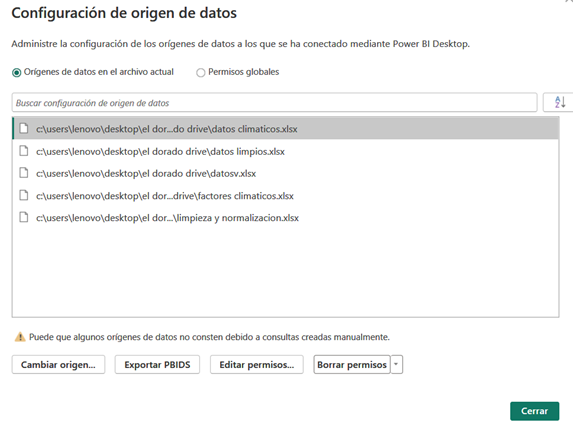 Configuración de origen de datos
Administre la configuración de los orígenes de datos a los que se ha conectado mediante Power BI Desktop.
Orígenes de datos en el archivo actual Permisos globales
Buscar configuración de origen de datos
A
Z
c:\users\lenovo\desktop\el dor...do drive\datos climaticos.xlsx
c:\users\lenovo\desktop\el dorado drive\datos limpios.xlsx
c:\users\lenovo\desktop\el dorado drive\datosv.xlsx
c:\users\lenovo\desktop\el dor...drive\factores climaticos.xlsx
c:\users\lenovo\desktop\el dor...\limpieza y normalizacion.xlsx
Puede que algunos orígenes de datos no consten debido a consultas creadas manualmente.
Cambiar origen... Exportar PBIDS Editar permisos... Borrar permisos
Cerrar